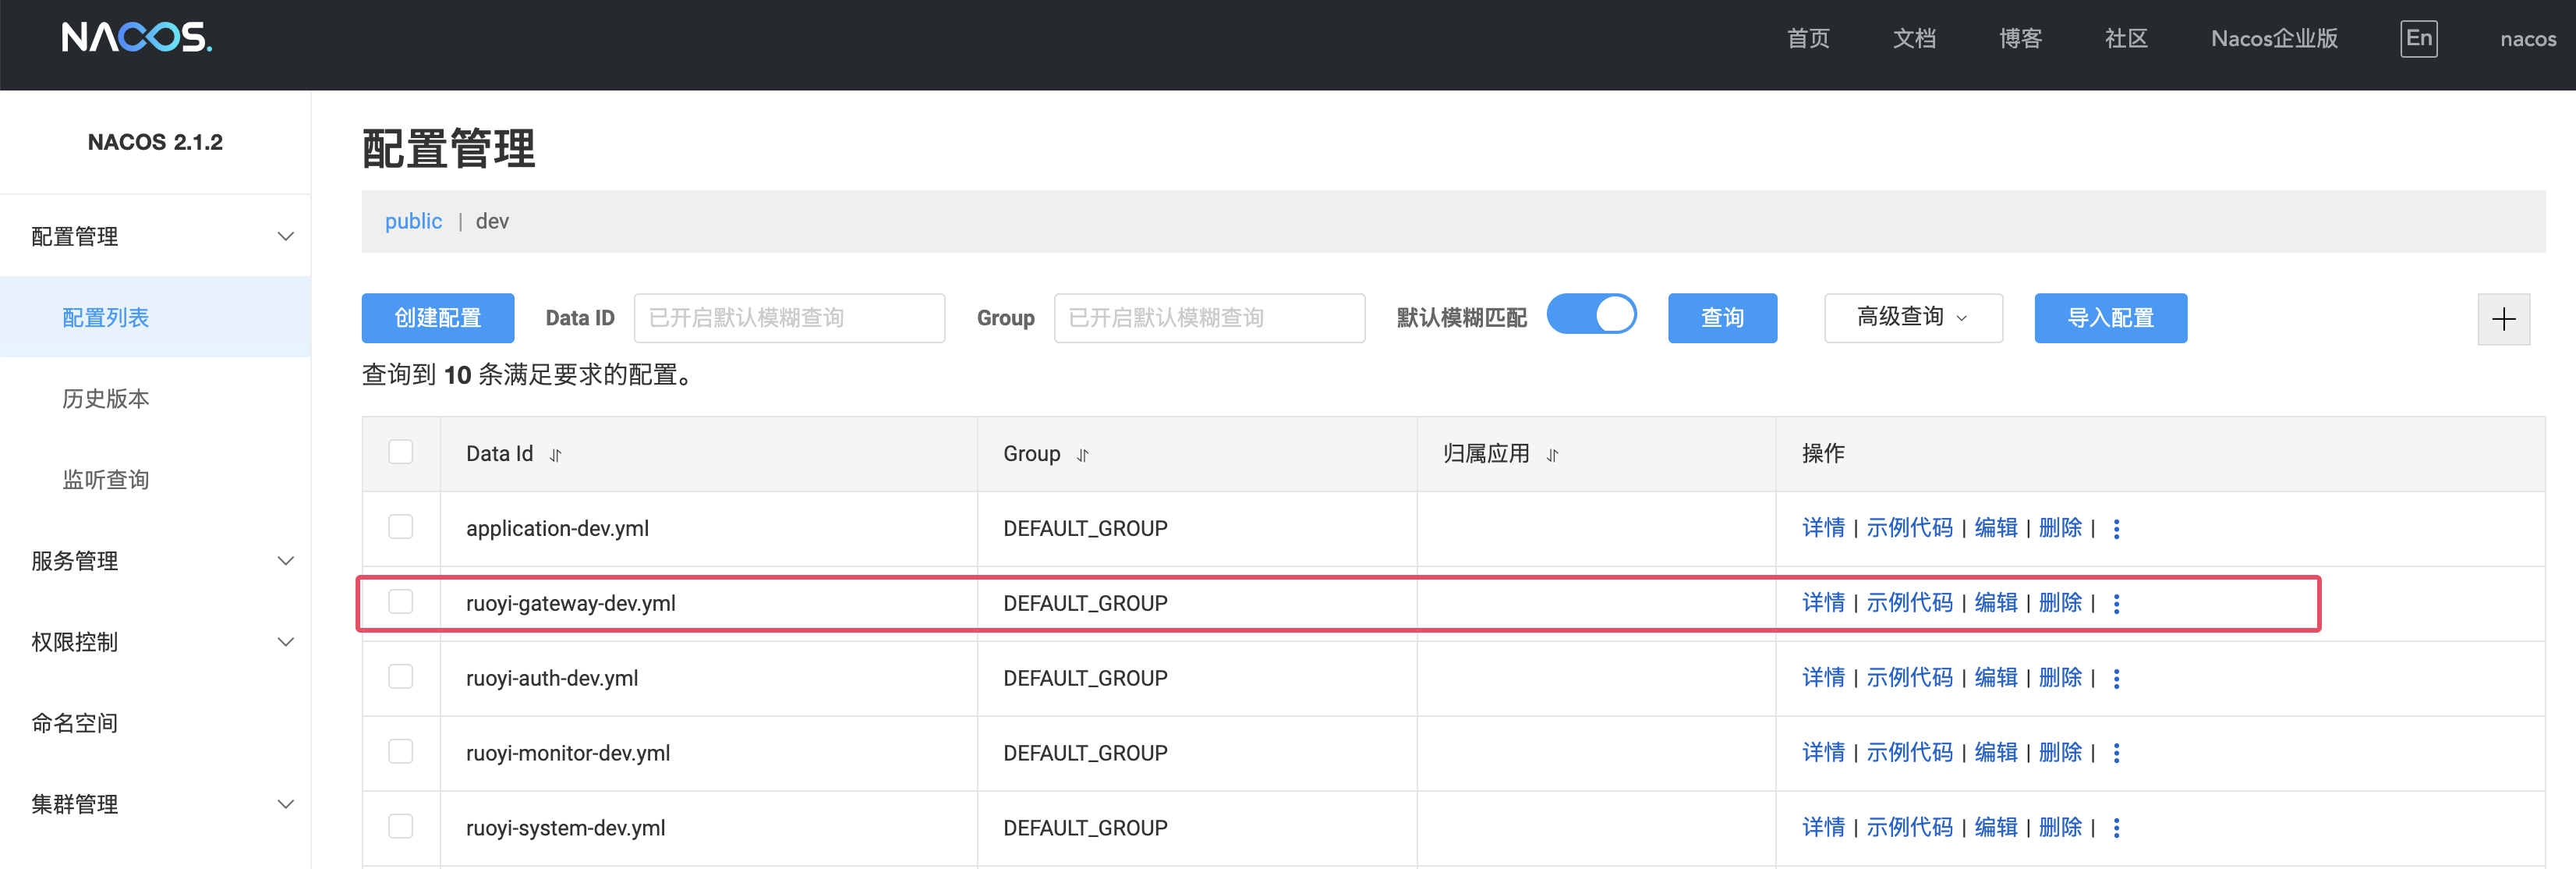 NACOS. 首页 文档 博客 社区 Nacos企业版 En nacos
NACOS 2.1.2
配置管理
配置列表
历史版本
监听查询
服务管理
权限控制
命名空间
集群管理
配置管理
public | dev
创建配置 Data ID 已开启默认模糊查询 Group 已开启默认模糊查询 默认模糊匹配 查询 高级查询 导入配置
查询到 10 条满足要求的配置。
Data Id Group 归属应用 操作
application-dev.yml DEFAULT_GROUP 详情 | 示例代码 | 编辑 | 删除 |
ruoyi-gateway-dev.yml DEFAULT_GROUP 详情 | 示例代码 | 编辑 | 删除 |
ruoyi-auth-dev.yml DEFAULT_GROUP 详情 | 示例代码 | 编辑 | 删除 |
ruoyi-monitor-dev.yml DEFAULT_GROUP 详情 | 示例代码 | 编辑 | 删除 |
ruoyi-system-dev.yml DEFAULT_GROUP 详情 | 示例代码 | 编辑 | 删除 |